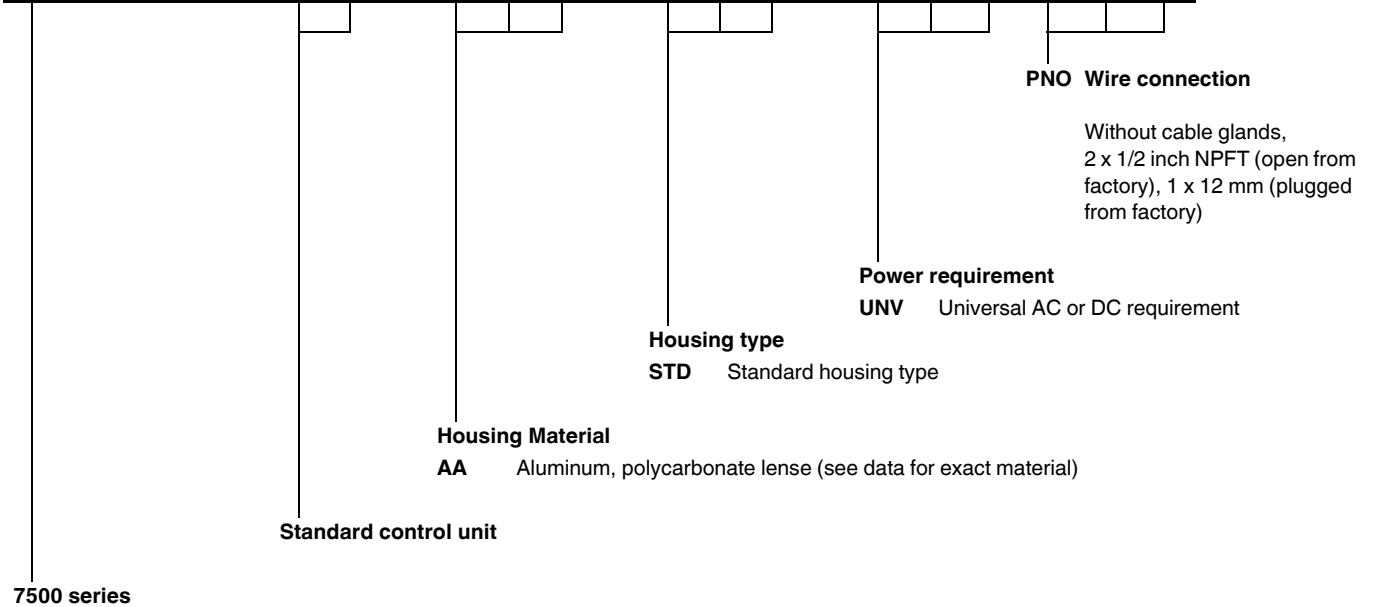 PNO Wire connection
Without cable glands,
2 x 1/2 inch NPFT (open from
factory), 1 x 12 mm (plugged
from factory)
Power requirement
UNV Universal AC or DC requirement
Housing type
STD Standard housing type
Housing Material
AA Aluminum, polycarbonate lense (see data for exact material)
Standard control unit
7500 series